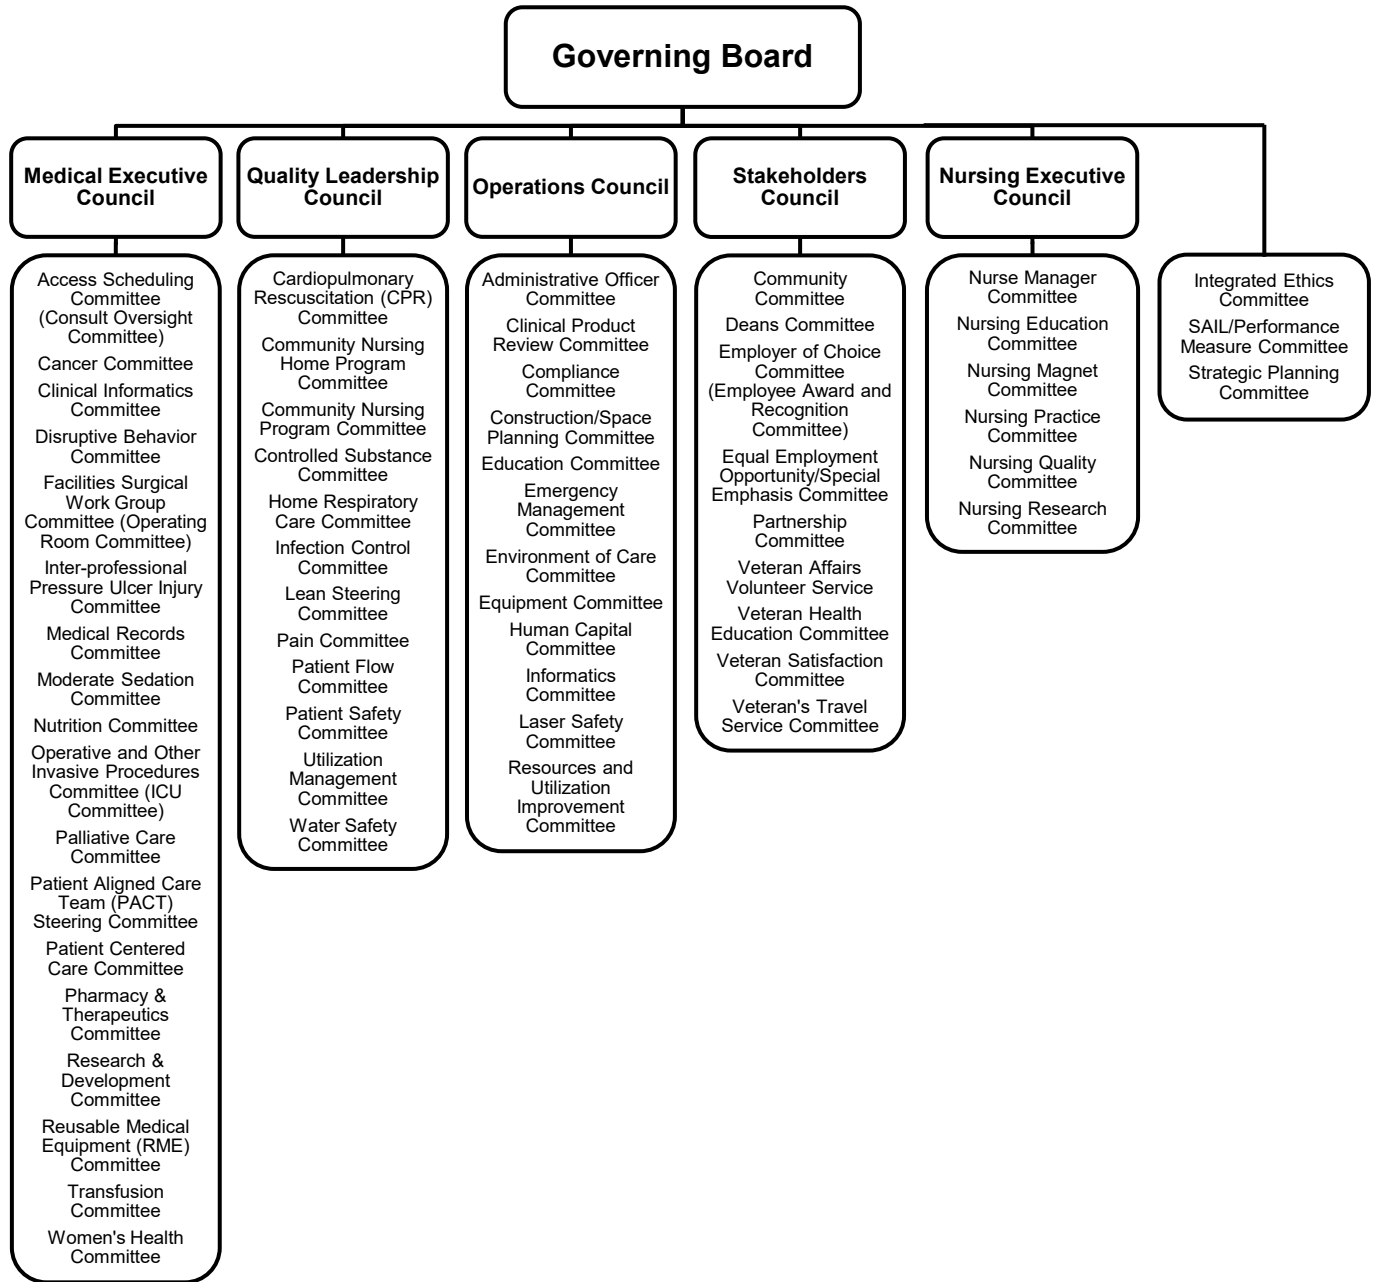 Governing Board
Medical Executive
Council
Quality Leadership
Council
Operations Council
Stakeholders
Council
Nursing Executive
Council
Access Scheduling
Committee
(Consult Oversight
Committee)
Cancer Committee
Clinical Informatics
Committee
Disruptive Behavior
Committee
Facilities Surgical
Work Group
Committee (Operating
Room Committee)
Inter-professional
Pressure Ulcer Injury
Committee
Medical Records
Committee
Moderate Sedation
Committee
Nutrition Committee
Operative and Other
Invasive Procedures
Committee (ICU
Committee)
Palliative Care
Committee
Patient Aligned Care
Team (PACT)
Steering Committee
Patient Centered
Care Committee
Pharmacy &
Therapeutics
Committee
Research &
Development
Committee
Reusable Medical
Equipment (RME)
Committee
Transfusion
Committee
Women's Health
Committee
Cardiopulmonary
Rescuscitation (CPR)
Committee
Community Nursing
Home Program
Committee
Community Nursing
Program Committee
Controlled Substance
Committee
Home Respiratory
Care Committee
Infection Control
Committee
Lean Steering
Committee
Pain Committee
Patient Flow
Committee
Patient Safety
Committee
Utilization
Management
Committee
Water Safety
Committee
Administrative Officer
Committee
Clinical Product
Review Committee
Compliance
Committee
Construction/Space
Planning Committee
Education Committee
Emergency
Management
Committee
Environment of Care
Committee
Equipment Committee
Human Capital
Committee
Informatics
Committee
Laser Safety
Committee
Resources and
Utilization
Improvement
Committee
Community
Committee
Deans Committee
Employer of Choice
Committee
(Employee Award and
Recognition
Committee)
Equal Employment
Opportunity/Special
Emphasis Committee
Partnership
Committee
Veteran Affairs
Volunteer Service
Veteran Health
Education Committee
Veteran Satisfaction
Committee
Veteran's Travel
Service Committee
Nurse Manager
Committee
Nursing Education
Committee
Nursing Magnet
Committee
Nursing Practice
Committee
Nursing Quality
Committee
Nursing Research
Committee
Integrated Ethics
Committee
SAIL/Performance
Measure Committee
Strategic Planning
Committee